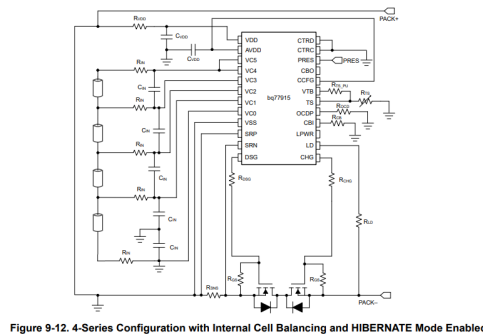 PACK+
RVDD
CVDD
CVDD
VDD
AVDD
VC5
VC4
VC3
VC2
VC1
VC0
VSS
SRP
SRN
DSG
bq77915
CTRD
CTRC
PRES
CBO
CCFG
VTB
TS
OCDP
CBI
LPWR
LD
CHG
PRES
RTS_PU
RTS
ROCD
RCB
RIN
CIN
RIN
CIN
RIN
CIN
RIN
CIN
CIN
RIN
RDSG
RCHG
RLD
RGS
RGS
RSNS
PACK–
Figure 9-12. 4-Series Configuration with Internal Cell Balancing and HIBERNATE Mode Enabled